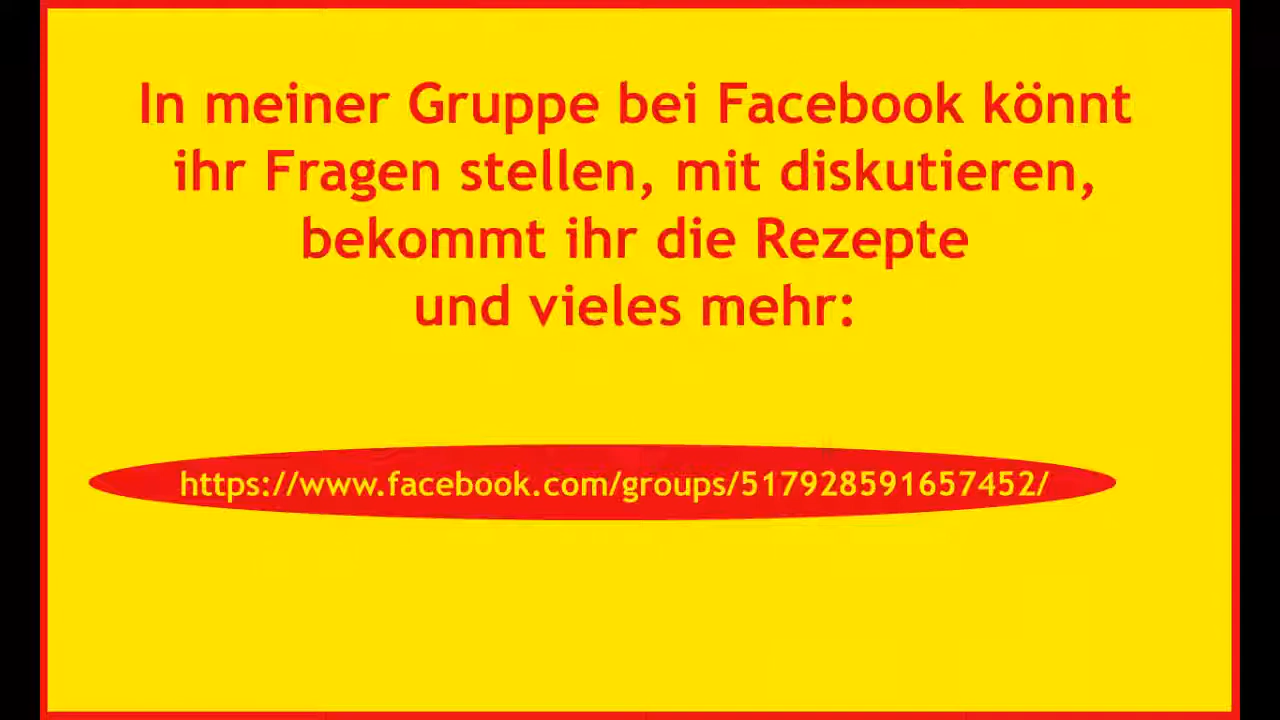 In meiner Gruppe bei Facebook könnt
ihr Fragen stellen, mit diskutieren,
bekommt ihr die Rezepte
und vieles mehr:
https://www.facebook.com/groups/517928591657452/